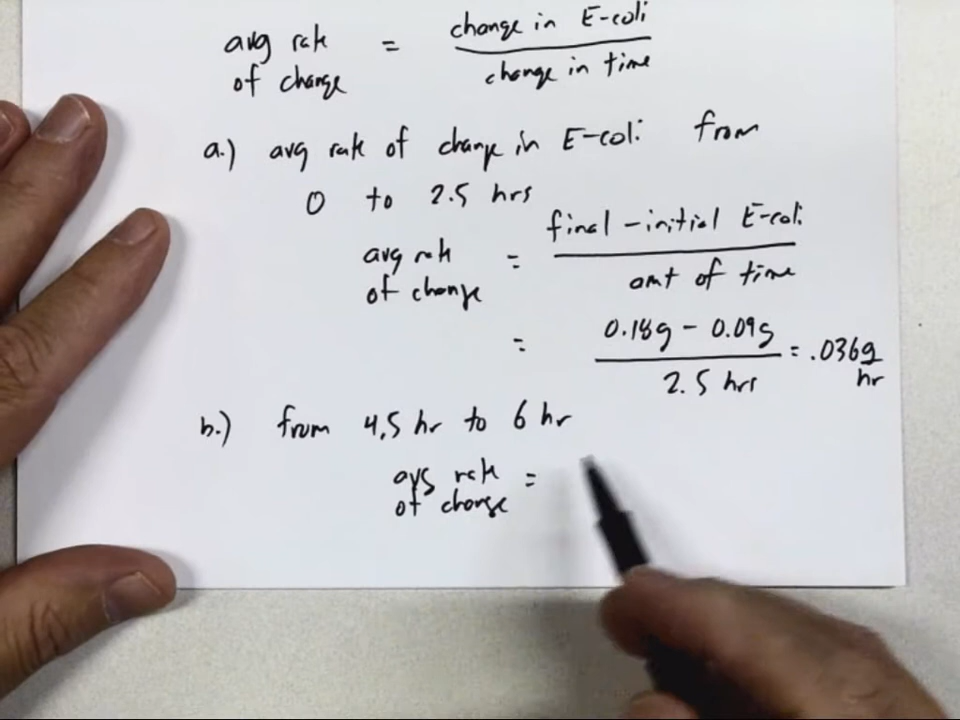 avg rate of change = change in E-coli / change in time
a.) avg rate of change in E-coli from
0 to 2.5 hrs
avg rate of change = final - initial E-coli / amt of time
= 0.18g - 0.09g / 2.5 hrs = .036g / hr
b.) from 4.5 hr to 6 hr
avg rate of change =